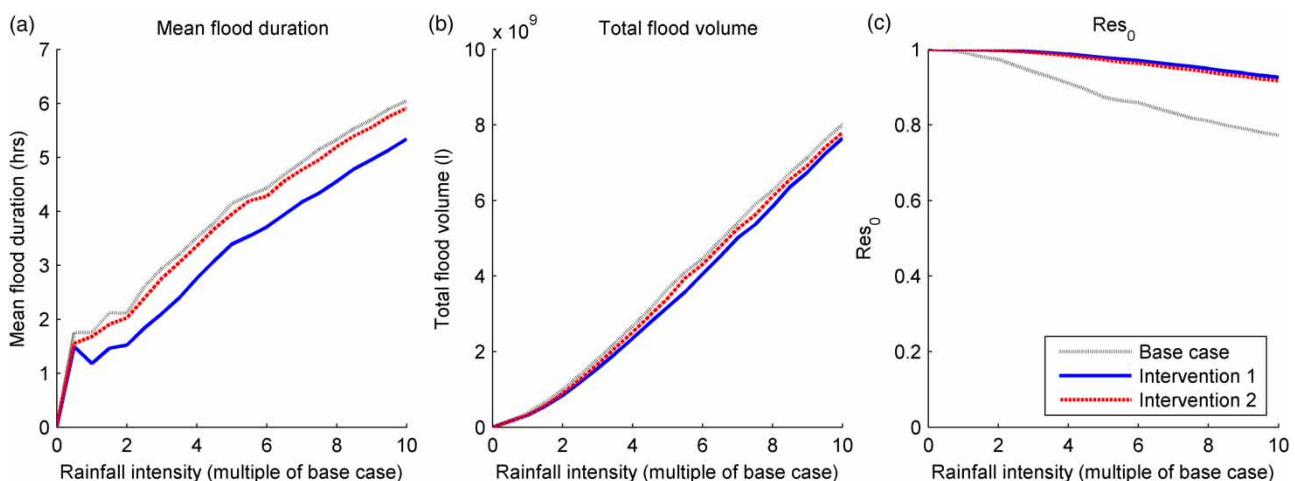 (a)
Mean flood duration
7
6
5
4
3
2
1
0
Mean flood duration (hrs)
0 2 4 6 8 10
Rainfall intensity (multiple of base case)
(b)
x 10^9
Total flood volume
10
8
6
4
2
0
Total flood volume (l)
0 2 4 6 8 10
Rainfall intensity (multiple of base case)
(c)
Res0
1
0.8
0.6
0.4
0.2
0
Res0
Base case
Intervention 1
Intervention 2
0 2 4 6 8 10
Rainfall intensity (multiple of base case)